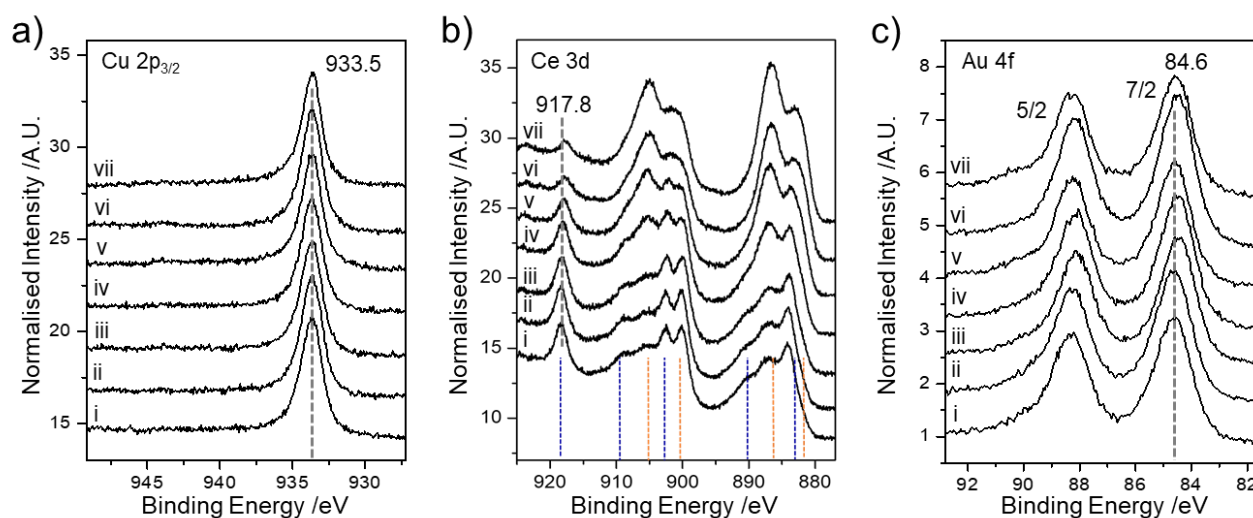 a)
Cu 2p3/2
933.5
vii
vi
v
iv
iii
ii
i
35
30
25
20
15
Normalised Intensity /A.U.
945
940
935
930
Binding Energy /eV
b)
Ce 3d
917.8
vii
vi
v
iv
iii
ii
i
35
30
25
20
15
10
Normalised Intensity /A.U.
920
910
900
890
880
Binding Energy /eV
c)
Au 4f
84.6
7/2
5/2
vii
vi
v
iv
iii
ii
i
8
7
6
5
4
3
2
1
Normalised Intensity /A.U.
92
90
88
86
84
82
Binding Energy /eV